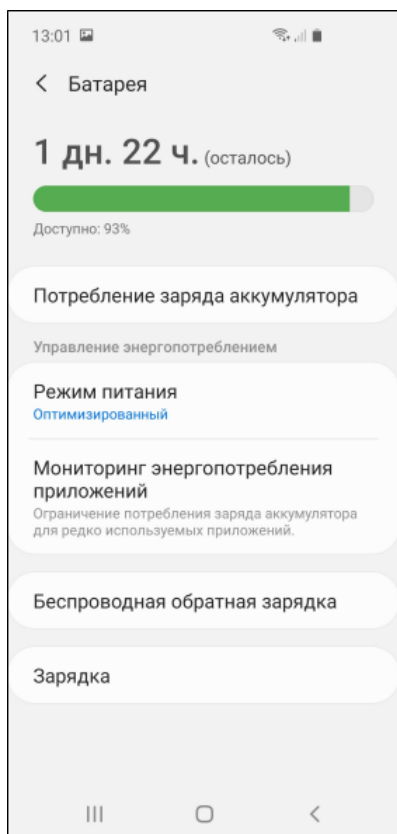 13:01
Батарея
1 дн. 22 ч. (осталось)
Доступно: 93%
Потребление заряда аккумулятора
Управление энергопотреблением
Режим питания
Оптимизированный
Мониторинг энергопотребления
приложений
Ограничение потребления заряда аккумулятора
для редко используемых приложений.
Беспроводная обратная зарядка
Зарядка